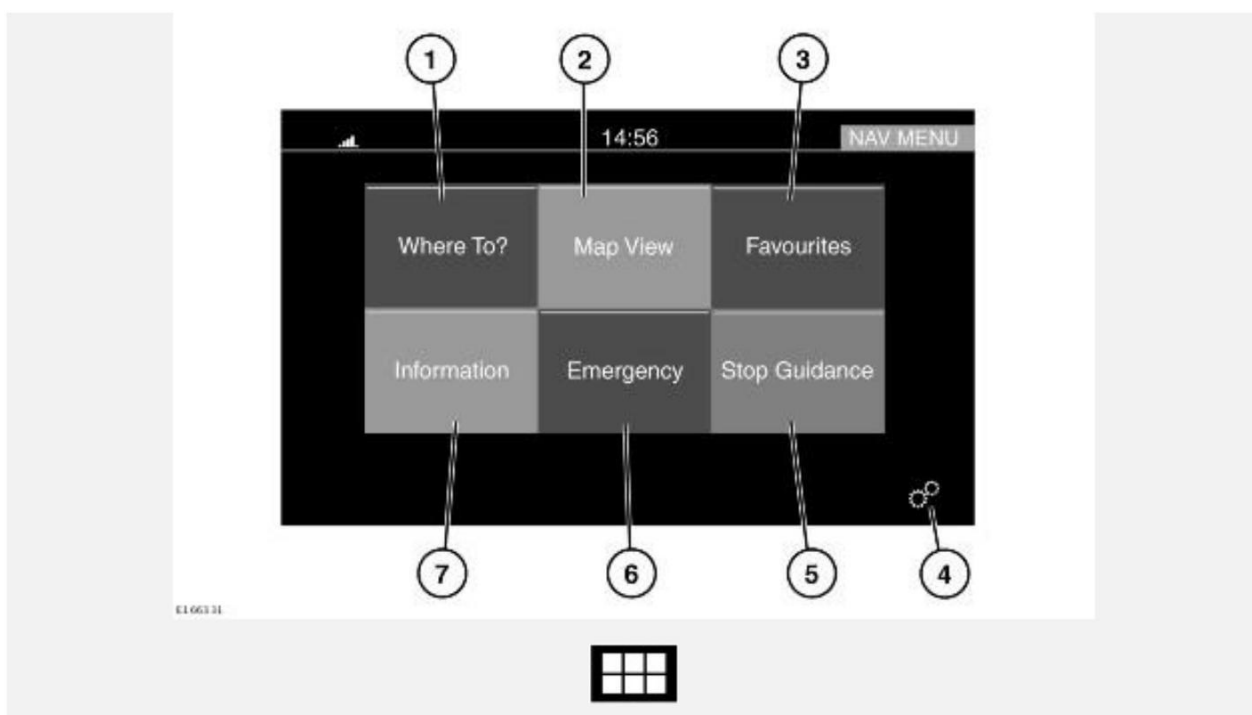 1 2 3
14:56 NAV MENU
Where To? Map View Favourites
Information Emergency Stop Guidance
7 6 5 4
E166331